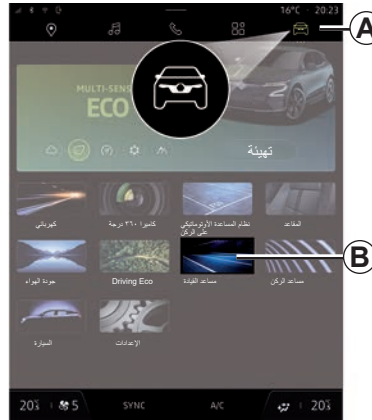 16°C · 20:23
A
MULTI-SENS
ECO
تهيئة
كهربائي
كاميرا ٣٦٠ درجة
نظام المساعدة الأوتوماتيكي
على الركن
المقاعد
B
جودة الهواء
Driving Eco
مساعد القيادة
مساعد الركن
السيارة
الإعدادات
20.5
5
SYNC
A/C
20.5